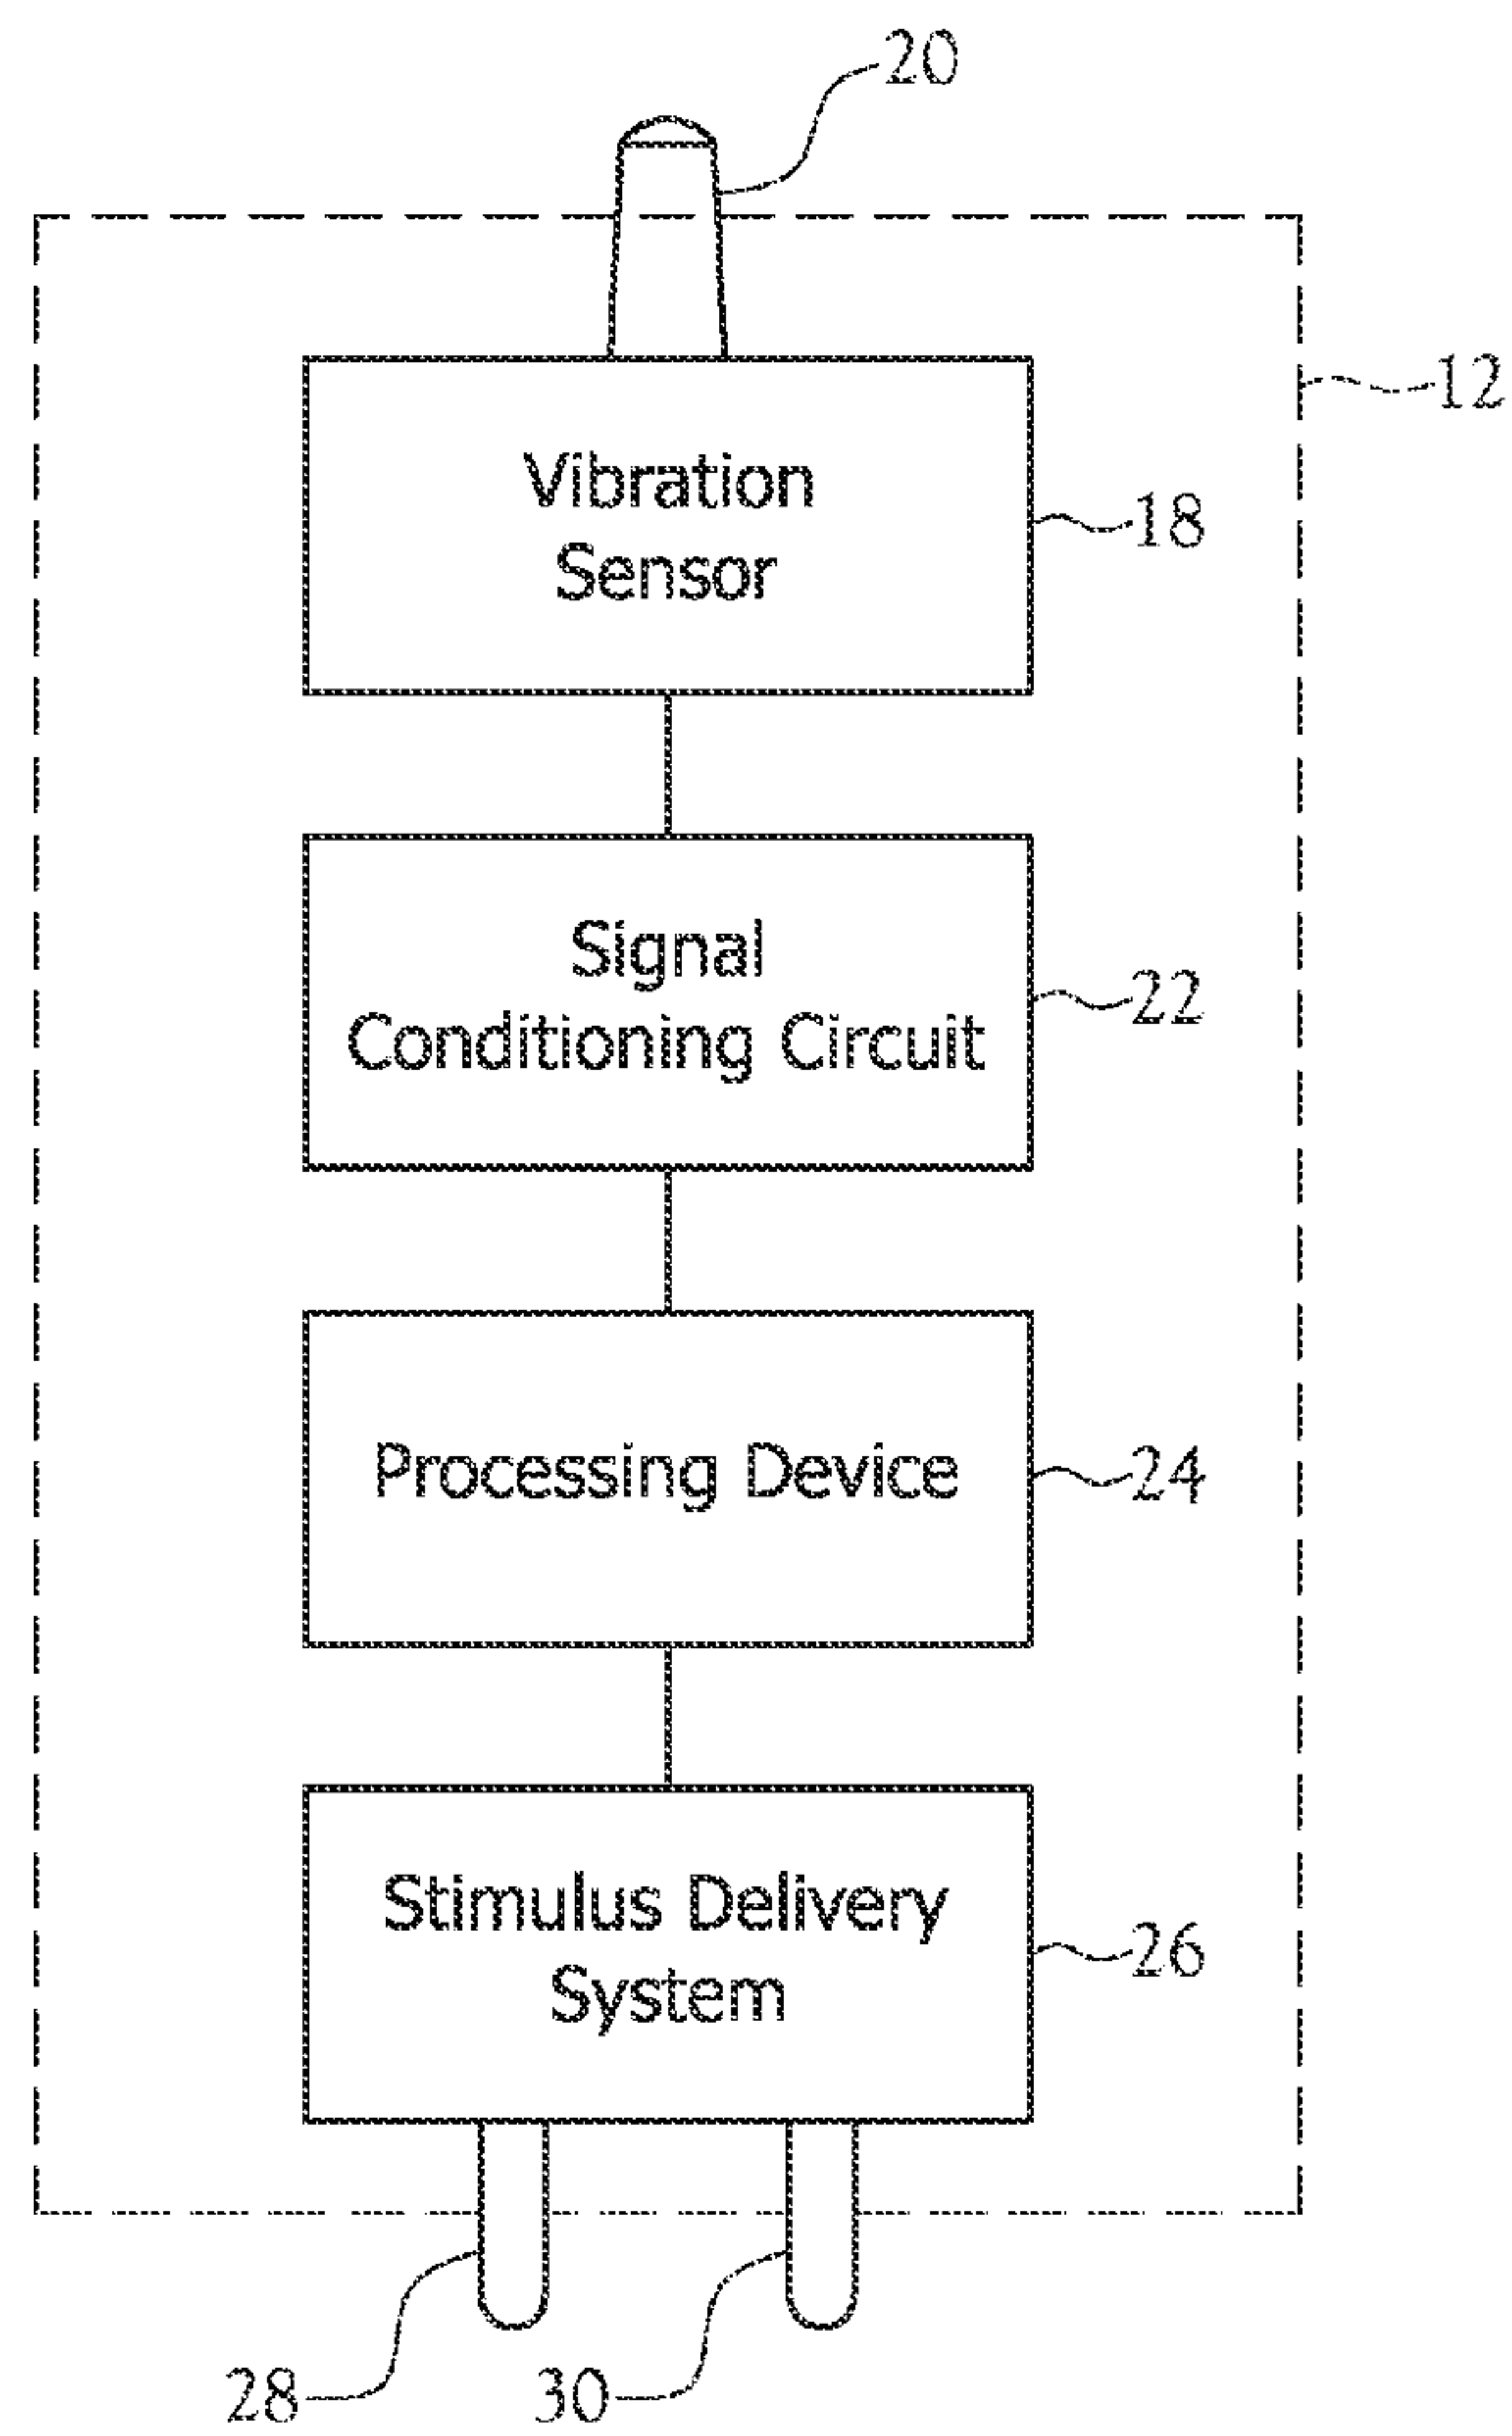 20
12
Vibration
Sensor
18
Signal
Conditioning Circuit
22
Processing Device
24
Stimulus Delivery
System
26
28
30